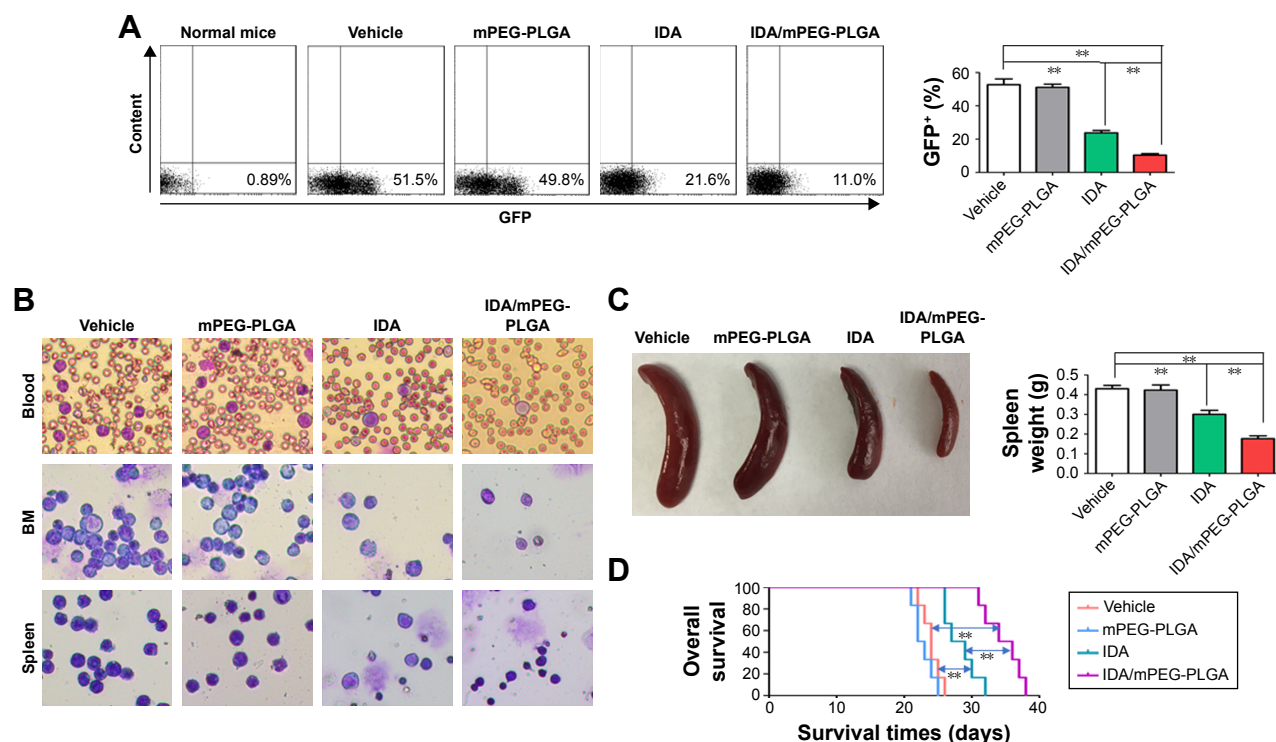 A
Normal mice
Vehicle
mPEG-PLGA
IDA
IDA/mPEG-PLGA
Content
0.89%
51.5%
49.8%
21.6%
11.0%
GFP
GFP+ (%)
60
40
20
0
**
**
**
Vehicle
mPEG-PLGA
IDA
IDA/mPEG-PLGA
B
Vehicle
mPEG-PLGA
IDA
IDA/mPEG-
PLGA
Blood
BM
Spleen
C
Vehicle
mPEG-PLGA
IDA
IDA/mPEG-
PLGA
Spleen
weight (g)
0.5
0.4
0.3
0.2
0.1
0.0
**
**
**
Vehicle
mPEG-PLGA
IDA
IDA/mPEG-PLGA
D
Overall
survival
100
80
60
40
20
0
**
**
**
0
10
20
30
40
Survival times (days)
Vehicle
mPEG-PLGA
IDA
IDA/mPEG-PLGA